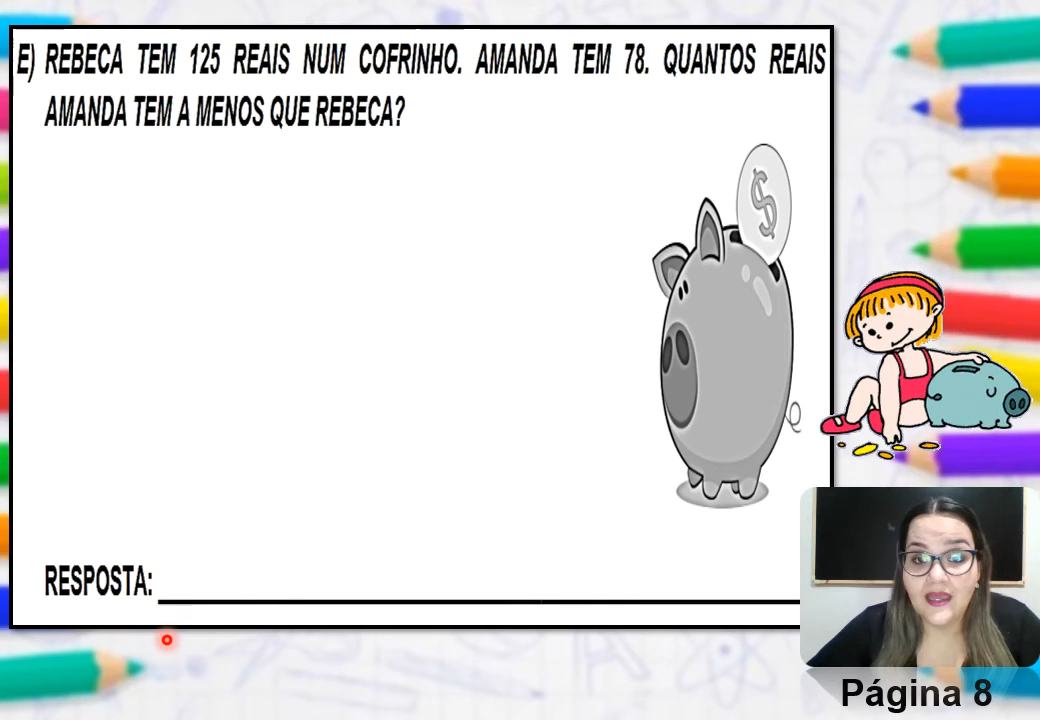 E) REBECA TEM 125 REAIS NUM COFRINHO. AMANDA TEM 78. QUANTOS REAIS
AMANDA TEM A MENOS QUE REBECA?
$
RESPOSTA:
Página 8